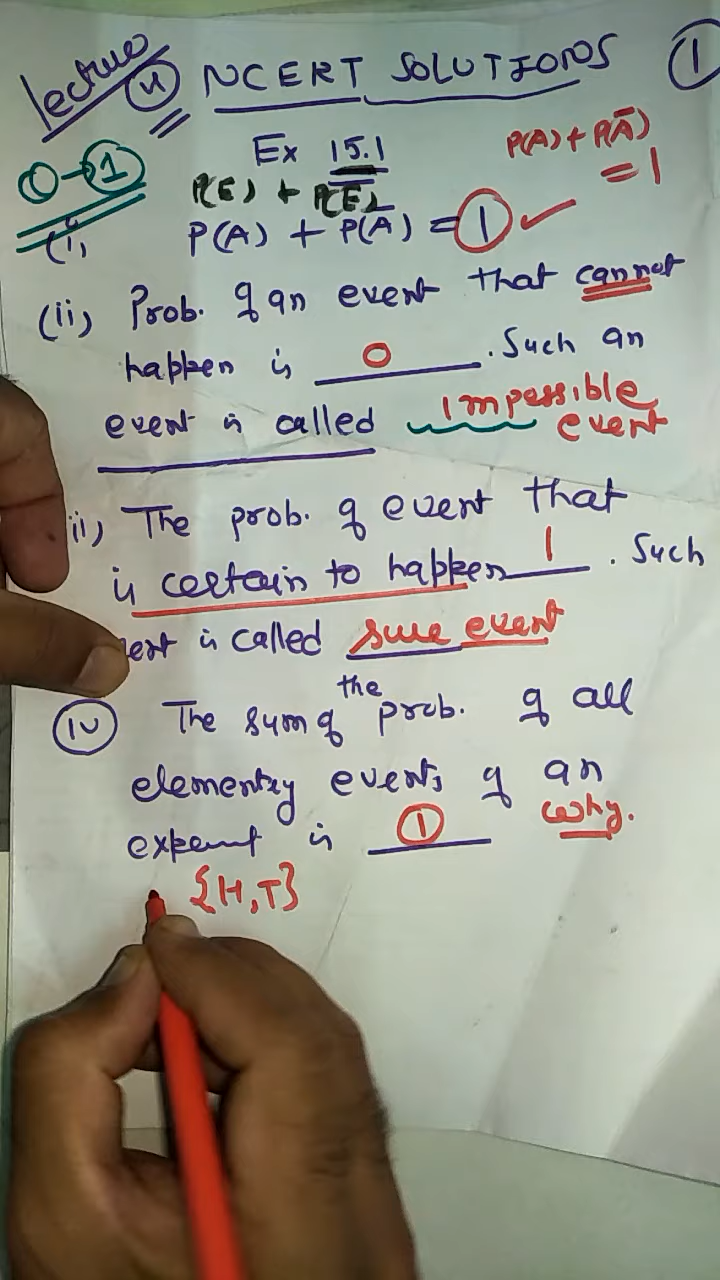 lecture (4) NCERT SOLUTIONS (1)
Ex 15.1
P(A) + P(Ā) = 1
0→1
P(E) + P(Ē)
(i) P(A) + P(Ā) = 1 ✓
(ii) Prob. of an event that cannot
happen is 0. Such an
event is called Impossible
event
ii) The prob. of event that
is certain to happen 1. Such
ent is called sure event
(iv) The sum of the prob. of all
elementry events of an
is 1 why.
{H,T}